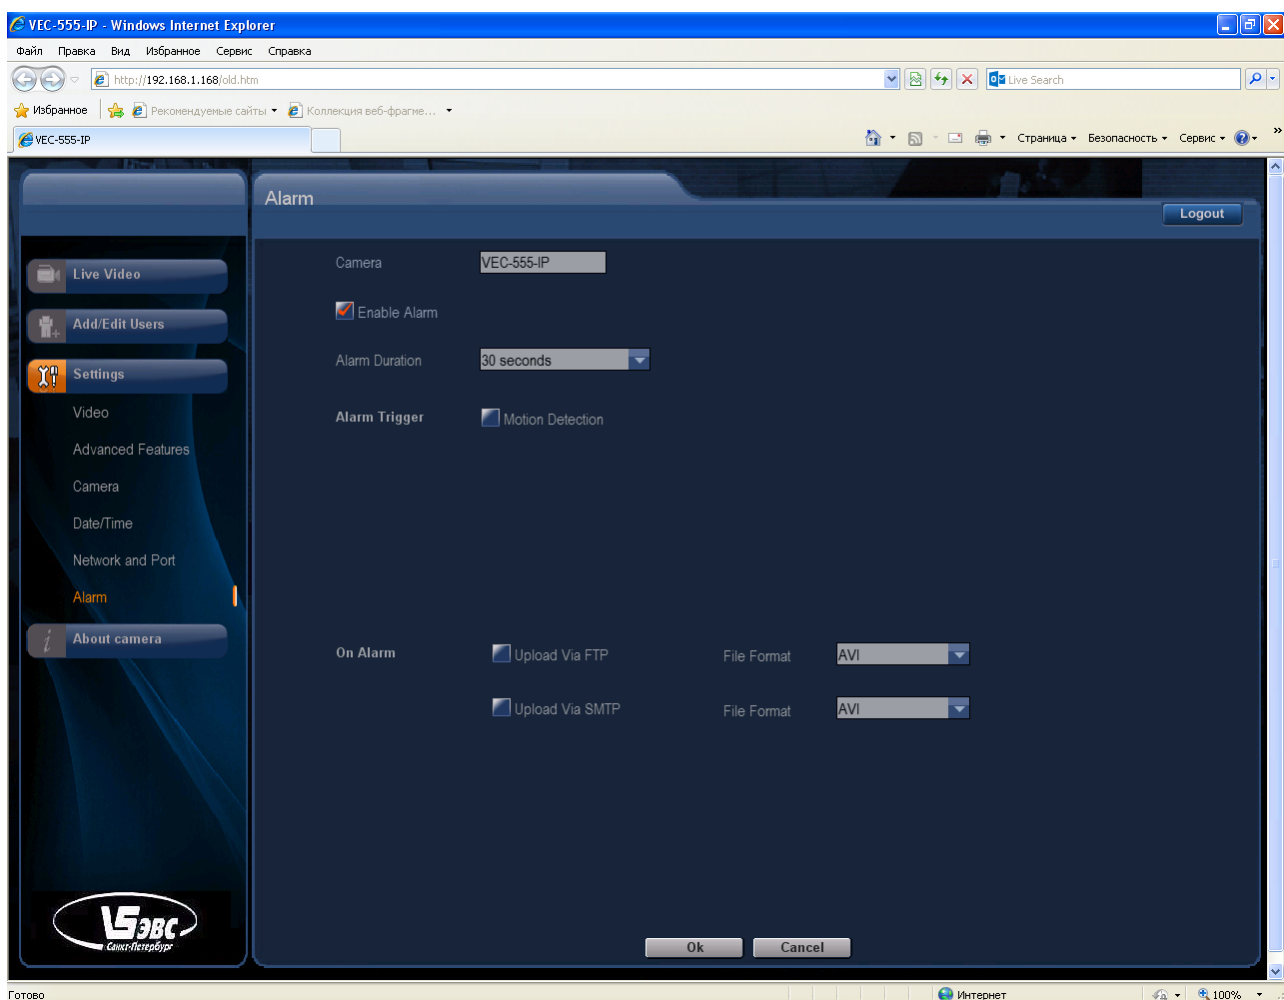 VEC-555-IP - Windows Internet Explorer
Файл Правка Вид Избранное Сервис Справка
http://192.168.1.168/old.htm
Live Search
Избранное Рекомендуемые сайты Коллекция веб-фрагме...
VEC-555-IP
Страница Безопасность Сервис »
Alarm
Logout
Live Video
Add/Edit Users
Settings
Video
Advanced Features
Camera
Date/Time
Network and Port
Alarm
About camera
Camera VEC-555-IP
Enable Alarm
Alarm Duration 30 seconds
Alarm Trigger Motion Detection
On Alarm Upload Via FTP File Format AVI
Upload Via SMTP File Format AVI
ЭВС
Санкт-Петербург
Ok Cancel
Готово Интернет 100%